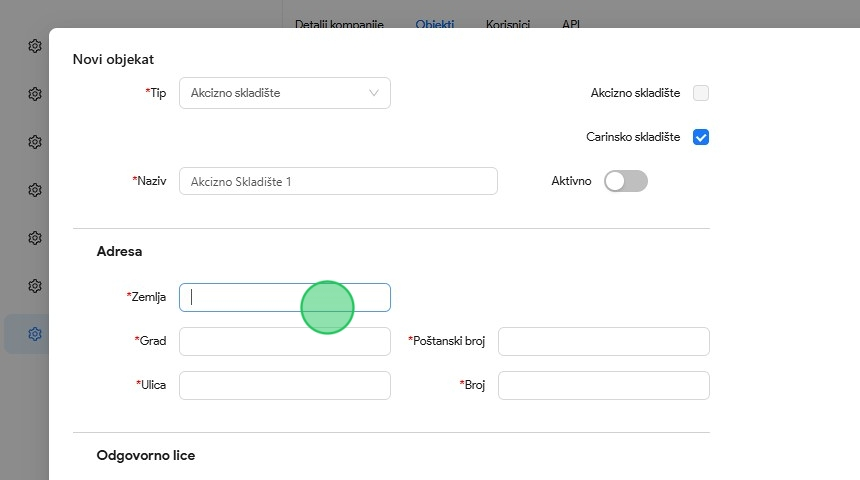 Detalji kompanije Objekti Korisnici API
Novi objekat
*Tip Akcizno skladište Akcizno skladište
Carinsko skladište
*Naziv Akcizno Skladište 1 Aktivno
Adresa
*Zemlja
*Grad *Poštanski broj
*Ulica *Broj
Odgovorno lice